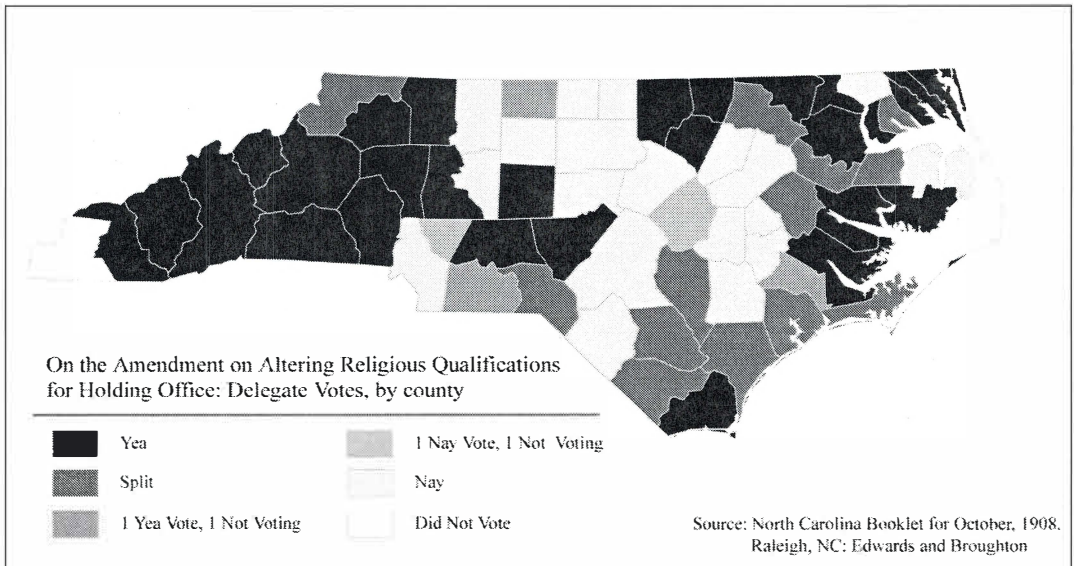 On the Amendment on Altering Religious Qualifications
for Holding Office: Delegate Votes, by county
Yea
Split
1 Yea Vote, 1 Not Voting
1 Nay Vote, 1 Not Voting
Nay
Did Not Vote
Source: North Carolina Booklet for October, 1908.
Raleigh, NC: Edwards and Broughton